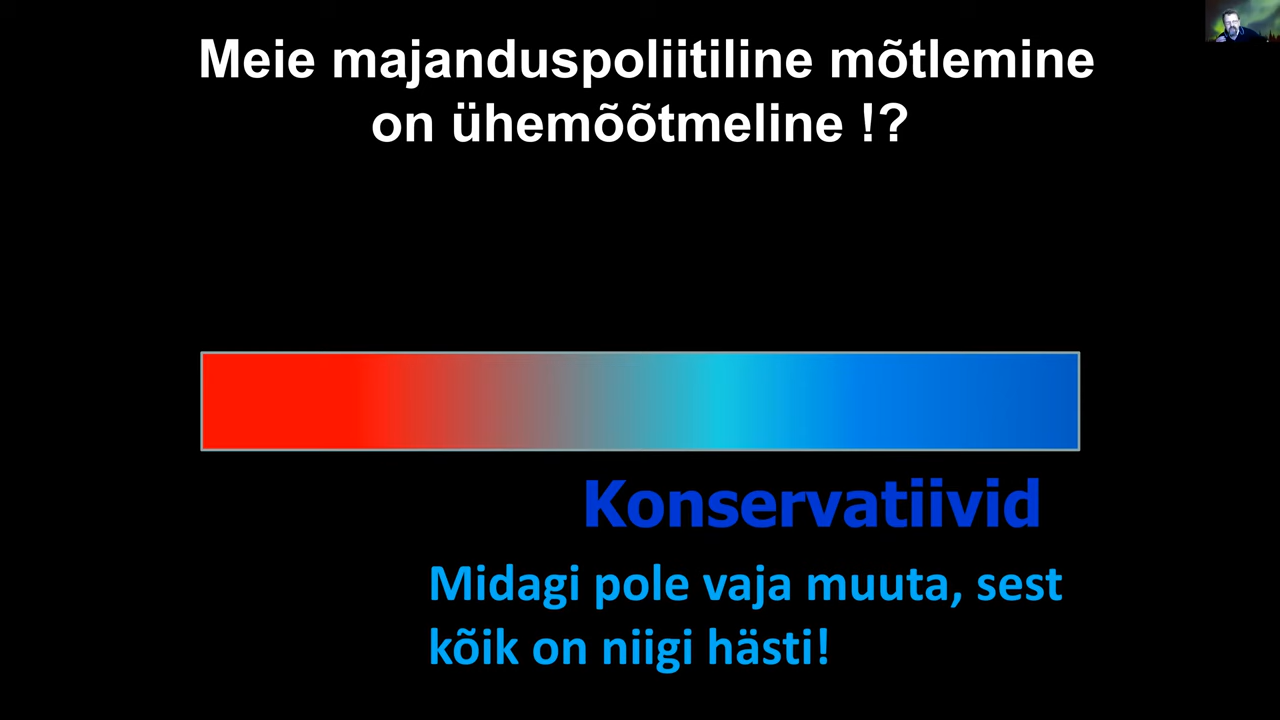 Meie majanduspoliitiline mõtlemine
on ühemõõtmeline !?
Konservatiivid
Midagi pole vaja muuta, sest
kõik on niigi hästi!